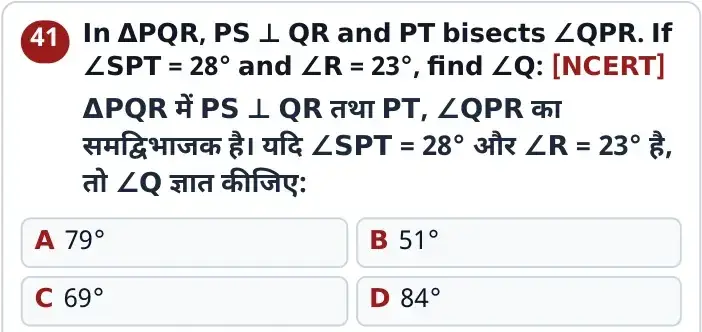 41 In ΔPQR, PS ⊥ QR and PT bisects ∠QPR. If
∠SPT = 28° and ∠R = 23°, find ∠Q: [NCERT]
ΔPQR में PS ⊥ QR तथा PT, ∠QPR का
समद्विभाजक है। यदि ∠SPT = 28° और ∠R = 23° है,
तो ∠Q ज्ञात कीजिए:
A 79°
B 51°
C 69°
D 84°